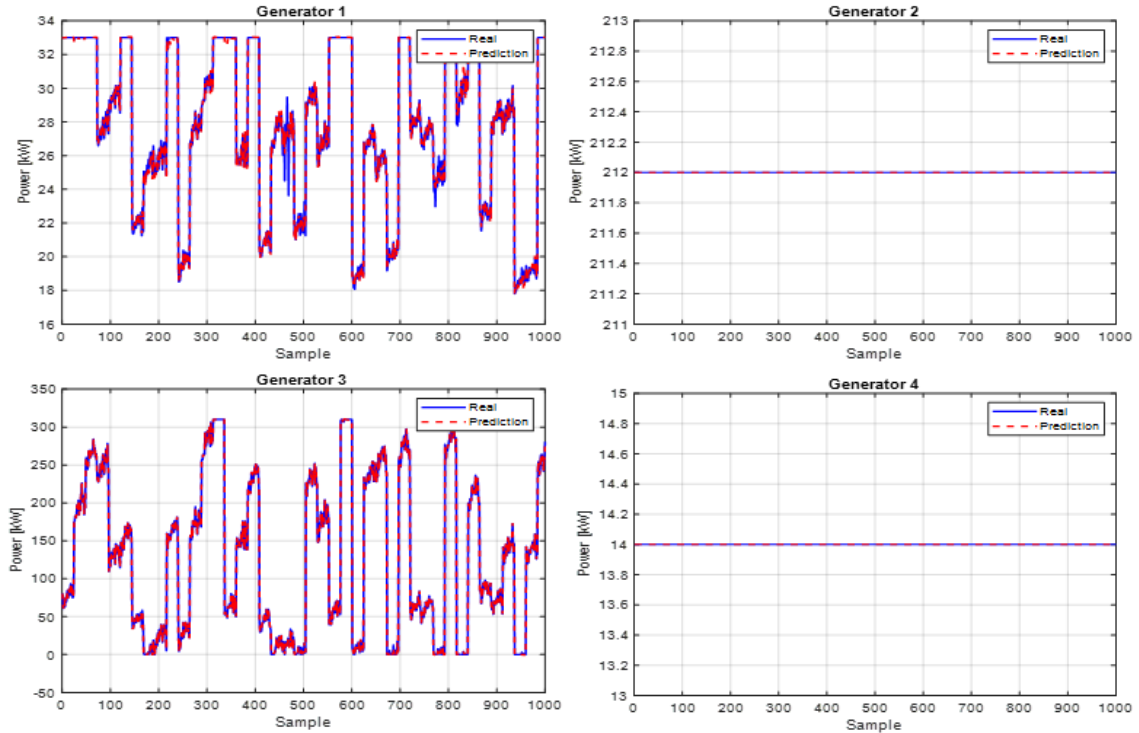 Generator 1
34
32
30
28
26
24
22
20
18
16
Power [kW]
Real
Prediction
0 100 200 300 400 500 600 700 800 900 1000
Sample
Generator 2
213
212.8
212.6
212.4
212.2
212
211.8
211.6
211.4
211.2
211
Power [kW]
Real
Prediction
0 100 200 300 400 500 600 700 800 900 1000
Sample
Generator 3
350
300
250
200
150
100
50
0
-50
Power [kW]
Real
Prediction
0 100 200 300 400 500 600 700 800 900 1000
Sample
Generator 4
15
14.8
14.6
14.4
14.2
14
13.8
13.6
13.4
13.2
13
Power [kW]
Real
Prediction
0 100 200 300 400 500 600 700 800 900 1000
Sample